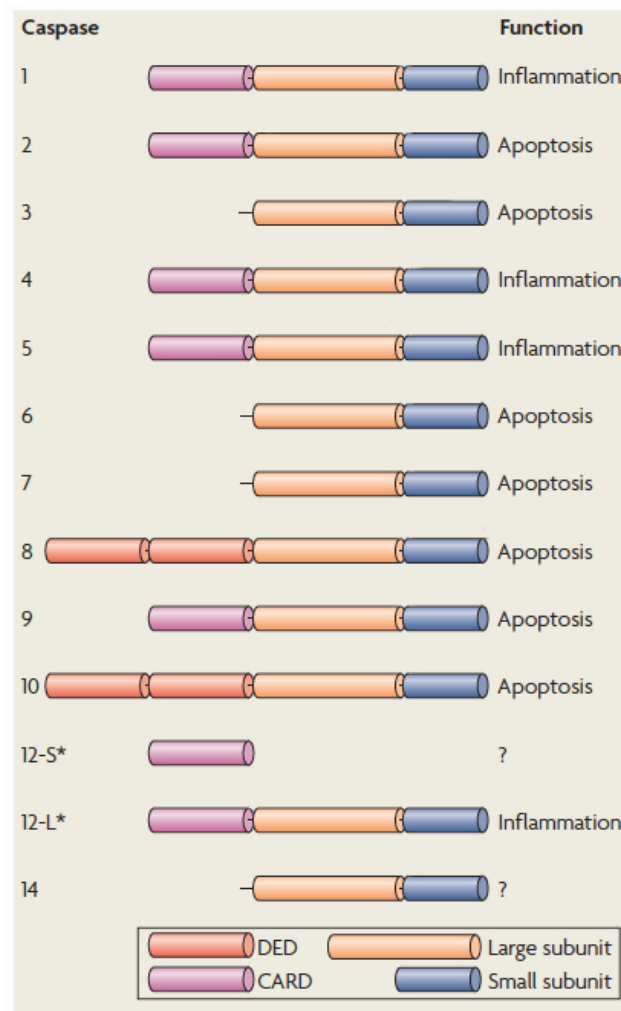 Caspase Function
1 Inflammation
2 Apoptosis
3 Apoptosis
4 Inflammation
5 Inflammation
6 Apoptosis
7 Apoptosis
8 Apoptosis
9 Apoptosis
10 Apoptosis
12-S* ?
12-L* Inflammation
14 ?
DED Large subunit
CARD Small subunit